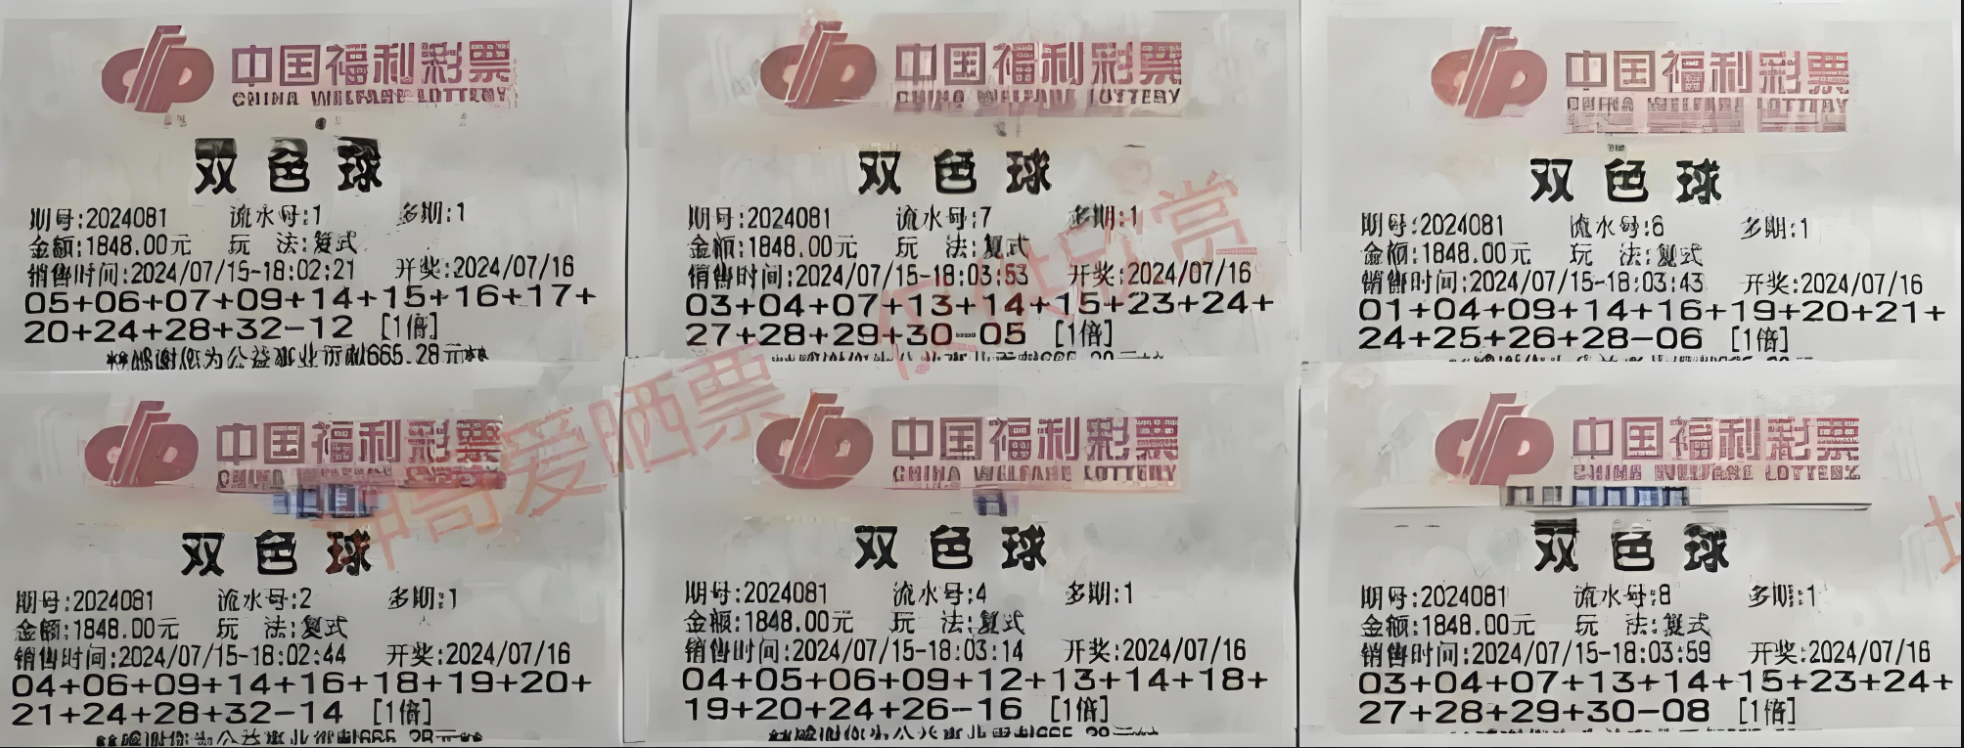 中国福利彩票
CHINA WELFARE LOTTERY
双色球
期号:2024081 流水号:1 多期:1
金额:1848.00元 玩 法:复式
销售时间:2024/07/15-18:02:21 开奖:2024/07/16
05+06+07+09+14+15+16+17+
20+24+28+32-12 [1倍]
**感谢您为公益事业贡献665.28元**
中国福利彩票
CHINA WELFARE LOTTERY
双色球
期号:2024081 流水号:7 多期:1
金额:1848.00元 玩 法:复式
销售时间:2024/07/15-18:03:53 开奖:2024/07/16
03+04+07+13+14+15+23+24+
27+28+29+30-05 [1倍]
中国福利彩票
CHINA WELFARE LOTTERY
双色球
期号:2024081 流水号:6 多期:1
金额:1848.00元 玩 法:复式
销售时间:2024/07/15-18:03:43 开奖:2024/07/16
01+04+09+14+16+19+20+21+
24+25+26+28-06 [1倍]
中国福利彩票
CHINA
双色球
期号:2024081 流水号:2 多期:1
金额:1848.00元 玩 法:复式
销售时间:2024/07/15-18:02:44 开奖:2024/07/16
04+06+09+14+16+18+19+20+
21+24+28+32-14 [1倍]
中国福利彩票
CHINA WELFARE LOTTERY
双色球
期号:2024081 流水号:4 多期:1
金额:1848.00元 玩 法:复式
销售时间:2024/07/15-18:03:14 开奖:2024/07/16
04+05+06+09+12+13+14+18+
19+20+24+26-16 [1倍]
中国福利彩票
CHINA WELFARE LOTTERY
双色球
期号:2024081 流水号:8 多期:1
金额:1848.00元 玩 法:复式
销售时间:2024/07/15-18:03:59 开奖:2024/07/16
03+04+07+13+14+15+23+24+
27+28+29+30-08 [1倍]
坤哥爱晒票 仅供欣赏